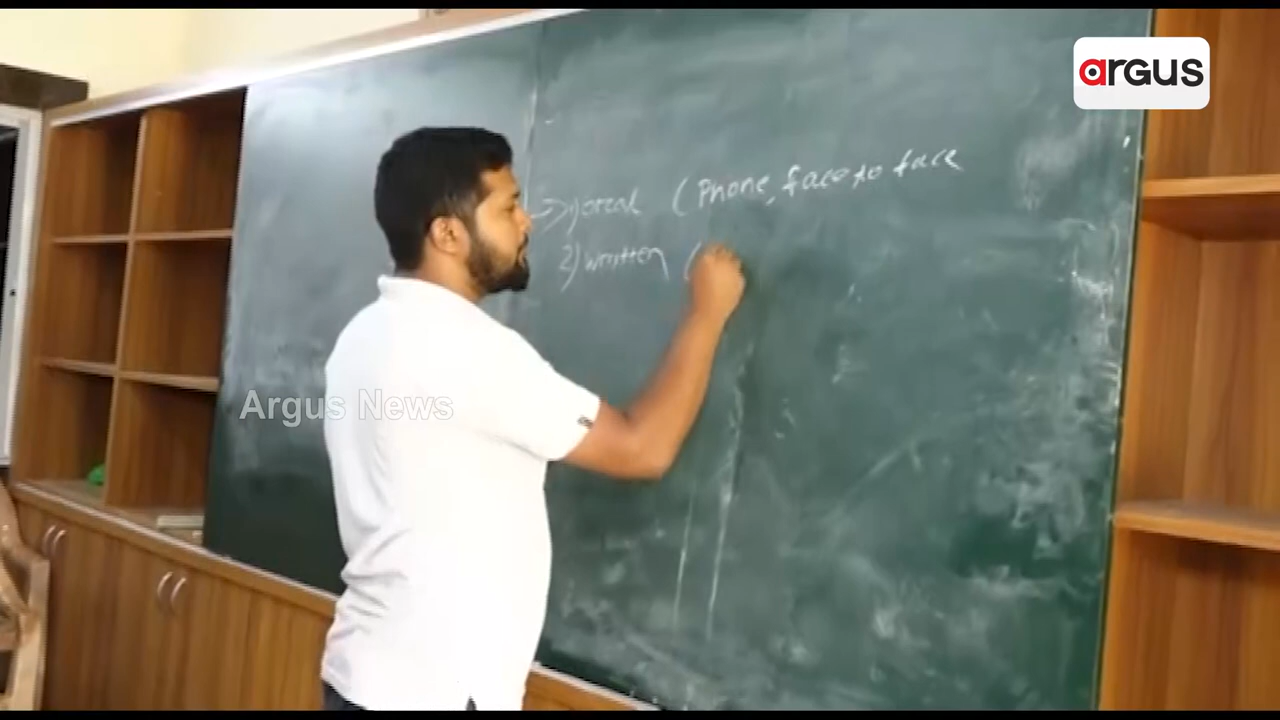 argus
→ 1) oral (Phone, face to face
2) written (
Argus News